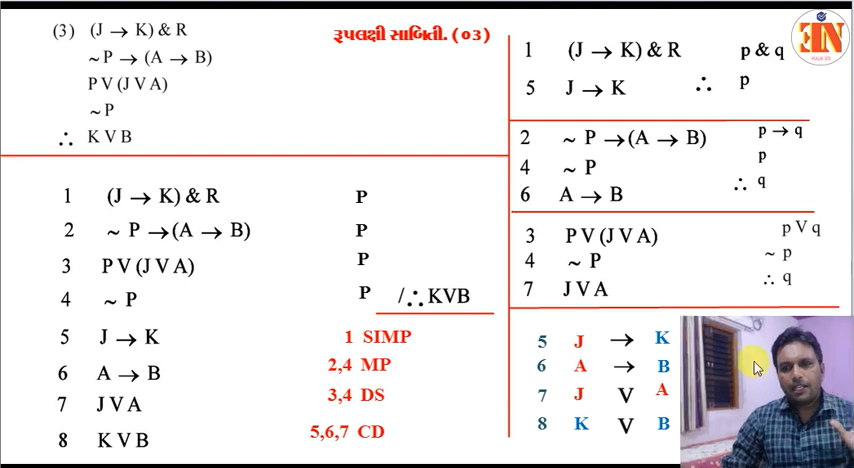 (3) (J → K) & R
~ P → (A → B)
P V (J V A)
~ P
∴ K V B
રૂપલક્ષી સાબિતી. (૦૩)
1 (J → K) & R P
2 ~ P → (A → B) P
3 P V (J V A) P
4 ~ P P /∴ KVB
5 J → K 1 SIMP
6 A → B 2,4 MP
7 J V A 3,4 DS
8 K V B 5,6,7 CD
1 (J → K) & R p & q
5 J → K ∴ p
2 ~ P → (A → B) p → q
4 ~ P p
6 A → B ∴ q
3 P V (J V A) p V q
4 ~ P ~ p
7 J V A ∴ q
5 J → K
6 A → B
7 J V A
8 K V B